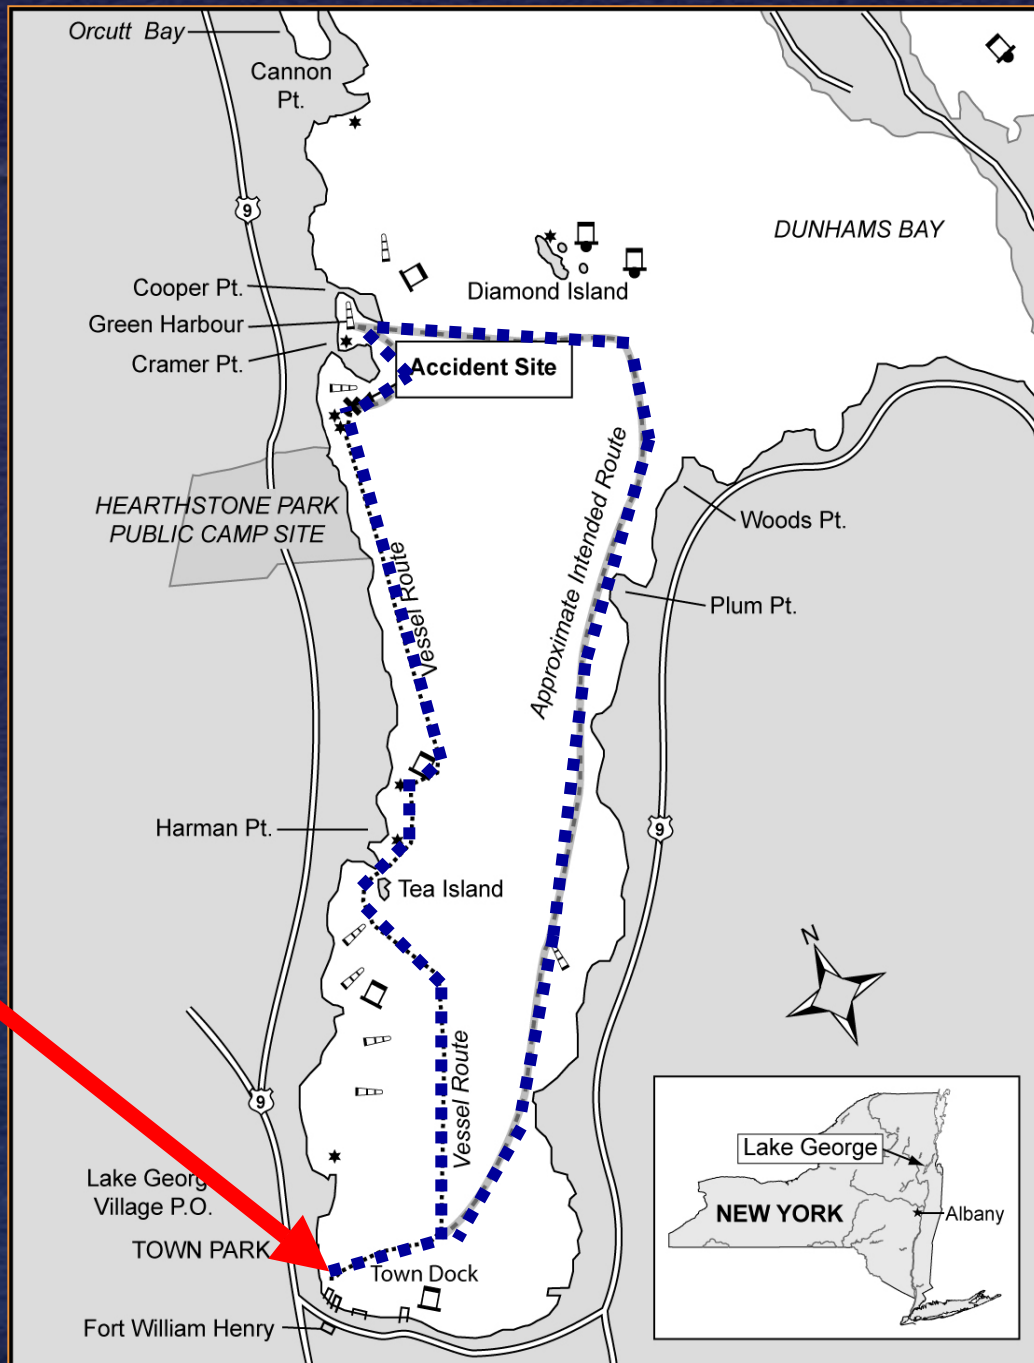 Orcutt Bay
Cannon
Pt.
9
DUNHAMS BAY
Cooper Pt.
Diamond Island
Green Harbour
Cramer Pt.
Accident Site
HEARTHSTONE PARK
PUBLIC CAMP SITE
Woods Pt.
Approximate Intended Route
Vessel Route
Plum Pt.
Harman Pt.
9
Tea Island
N
Vessel Route
9
Lake George
Village P.O.
TOWN PARK
Town Dock
Fort William Henry
Lake George
NEW YORK
Albany